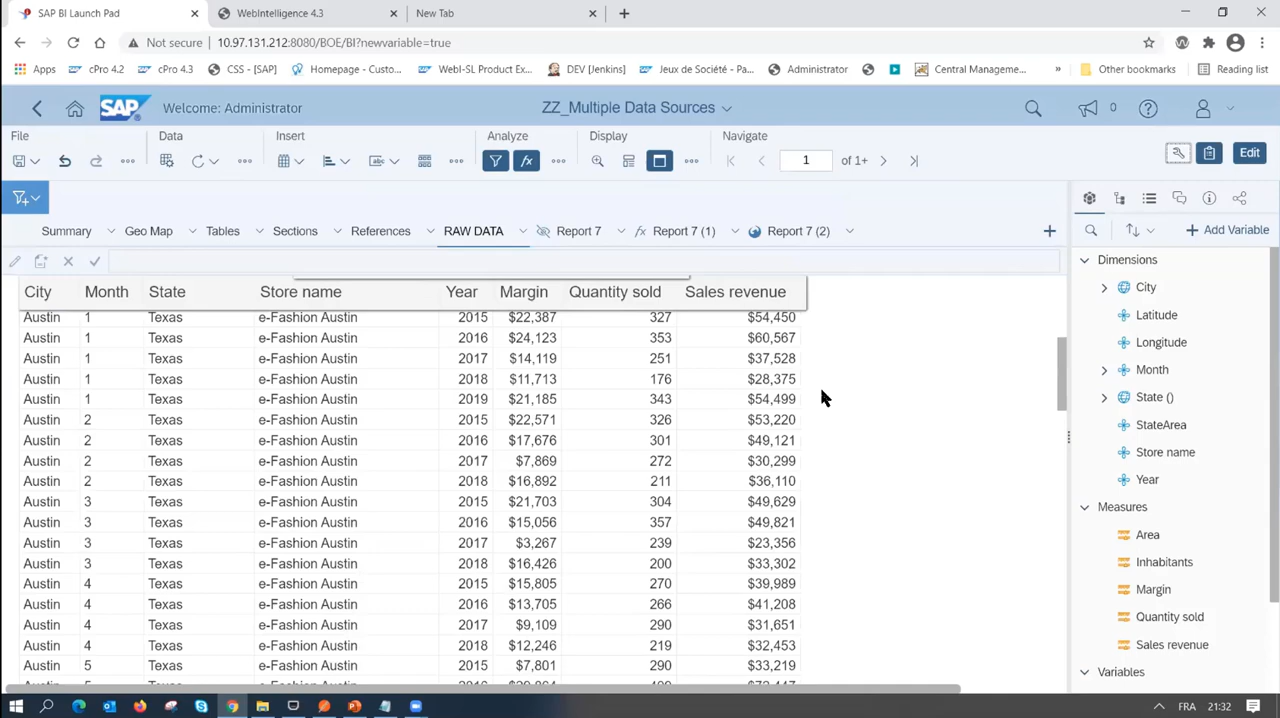 SAP BI Launch Pad
WebIntelligence 4.3
New Tab
Not secure 10.97.131.212:8080/BOE/BI?newvariable=true
Apps cPro 4.2 cPro 4.3 CSS - [SAP] Homepage - Custo... WebI-SL Product Ex... DEV [Jenkins] Jeux de Société - Pa... Administrator Central Manageme... » Other bookmarks Reading list
SAP Welcome: Administrator ZZ_Multiple Data Sources 0
File Data Insert Analyze Display Navigate
1 of 1+ Edit
Summary Geo Map Tables Sections References RAW DATA Report 7 fx Report 7 (1) Report 7 (2)
Add Variable
City Month State Store name Year Margin Quantity sold Sales revenue
Austin 1 Texas e-Fashion Austin 2015 $22,387 327 $54,450
Austin 1 Texas e-Fashion Austin 2016 $24,123 353 $60,567
Austin 1 Texas e-Fashion Austin 2017 $14,119 251 $37,528
Austin 1 Texas e-Fashion Austin 2018 $11,713 176 $28,375
Austin 1 Texas e-Fashion Austin 2019 $21,185 343 $54,499
Austin 2 Texas e-Fashion Austin 2015 $22,571 326 $53,220
Austin 2 Texas e-Fashion Austin 2016 $17,676 301 $49,121
Austin 2 Texas e-Fashion Austin 2017 $7,869 272 $30,299
Austin 2 Texas e-Fashion Austin 2018 $16,892 211 $36,110
Austin 3 Texas e-Fashion Austin 2015 $21,703 304 $49,629
Austin 3 Texas e-Fashion Austin 2016 $15,056 357 $49,821
Austin 3 Texas e-Fashion Austin 2017 $3,267 239 $23,356
Austin 3 Texas e-Fashion Austin 2018 $16,426 200 $33,302
Austin 4 Texas e-Fashion Austin 2015 $15,805 270 $39,989
Austin 4 Texas e-Fashion Austin 2016 $13,705 266 $41,208
Austin 4 Texas e-Fashion Austin 2017 $9,109 290 $31,651
Austin 4 Texas e-Fashion Austin 2018 $12,246 219 $32,453
Austin 5 Texas e-Fashion Austin 2015 $7,801 290 $33,219
Dimensions
City
Latitude
Longitude
Month
State ()
StateArea
Store name
Year
Measures
Area
Inhabitants
Margin
Quantity sold
Sales revenue
Variables
FRA 21:32